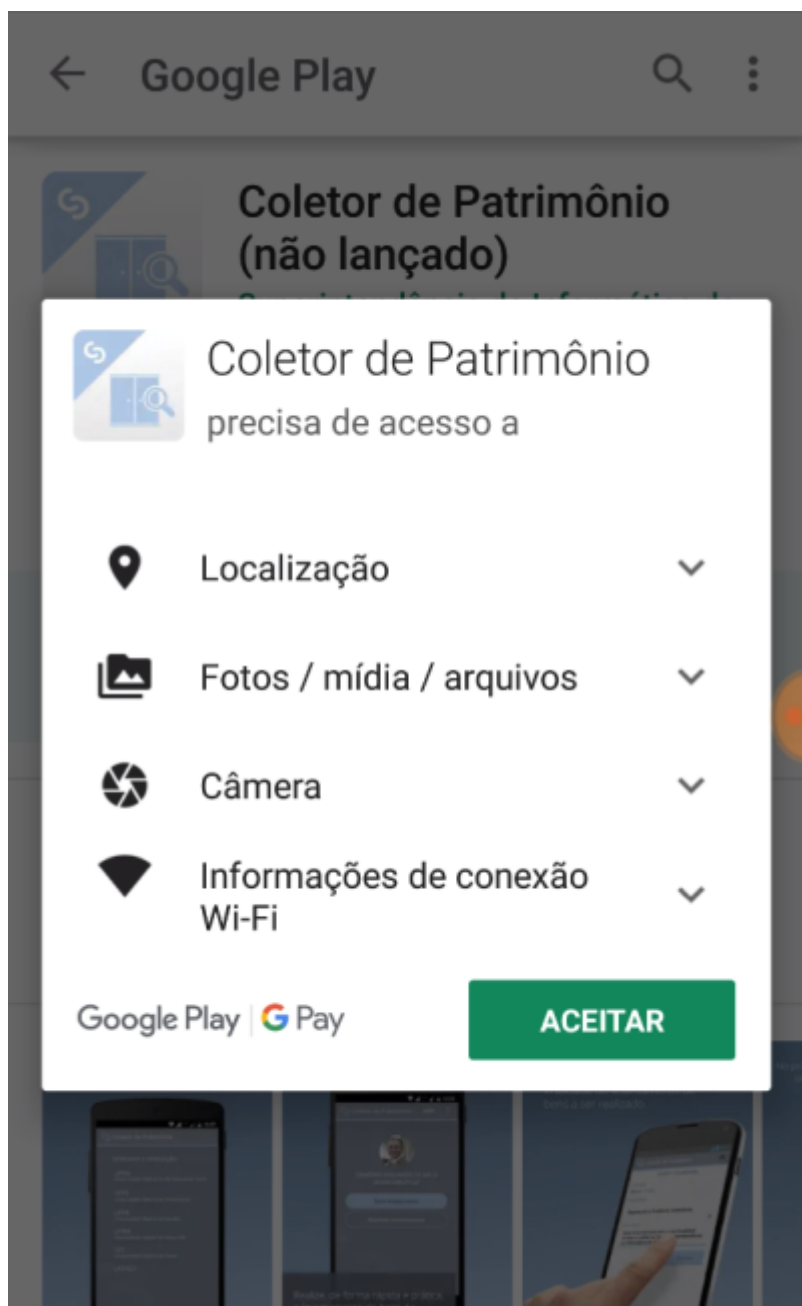 Google Play
Coletor de Patrimônio
(não lançado)
Coletor de Patrimônio
precisa de acesso a
Localização
Fotos / mídia / arquivos
Câmera
Informações de conexão
Wi-Fi
Google Play G Pay
ACEITAR